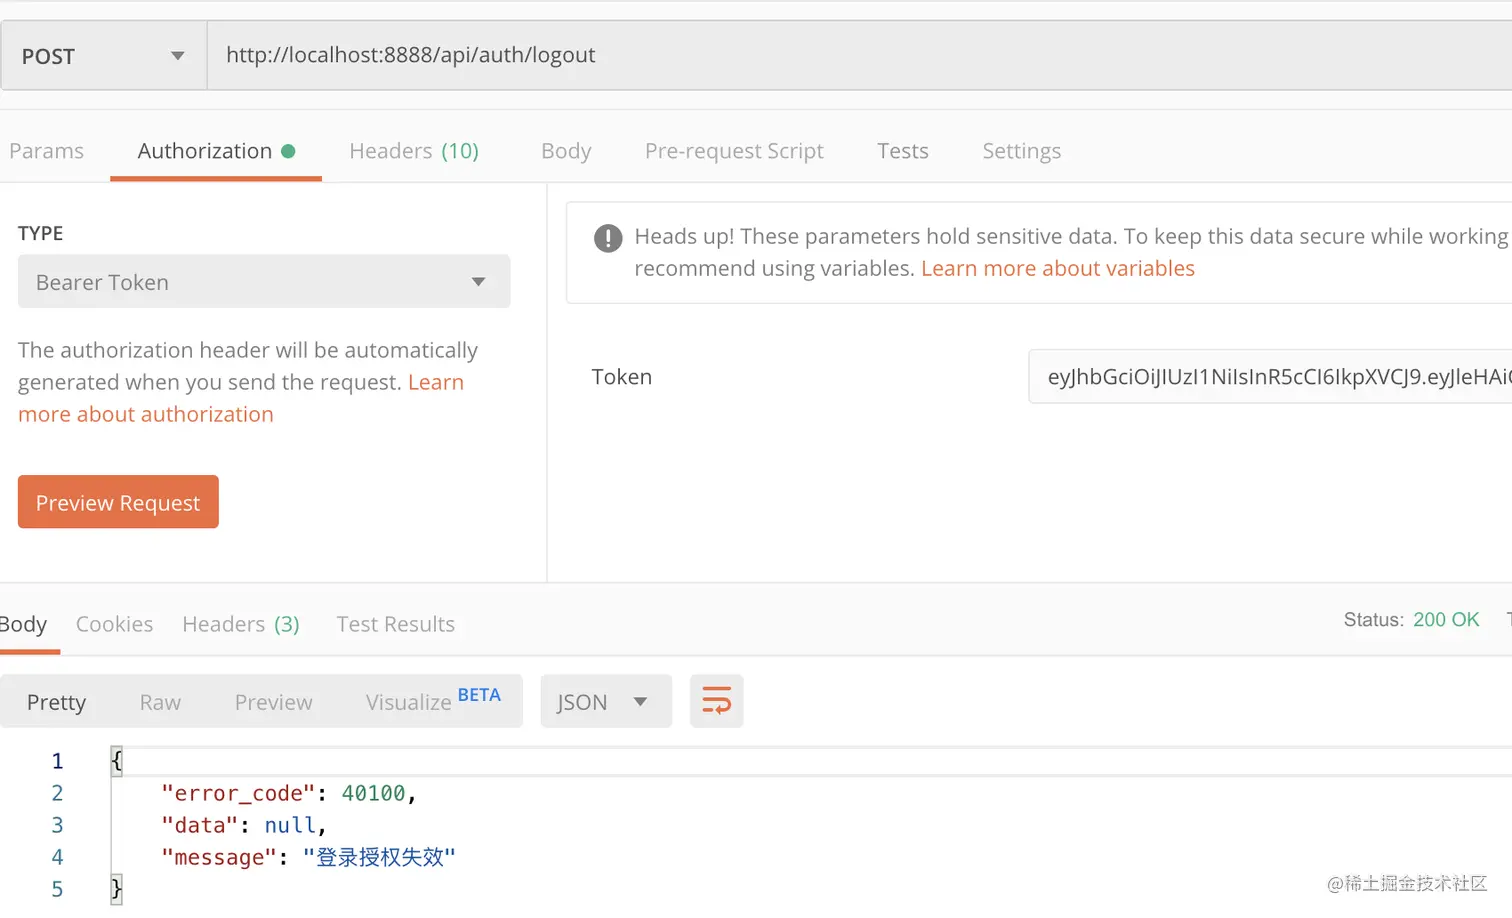 POST http://localhost:8888/api/auth/logout
Params Authorization Headers (10) Body Pre-request Script Tests Settings
TYPE
Bearer Token
The authorization header will be automatically
generated when you send the request. Learn
more about authorization
Preview Request
Heads up! These parameters hold sensitive data. To keep this data secure while working
recommend using variables. Learn more about variables
Token eyJhbGciOiJIUzI1NiIsInR5cCI6IkpXVCJ9.eyJleHAiO
Body Cookies Headers (3) Test Results Status: 200 OK
Pretty Raw Preview Visualize BETA JSON
1 {
2 "error_code": 40100,
3 "data": null,
4 "message": "登录授权失效"
5 }
@稀土掘金技术社区